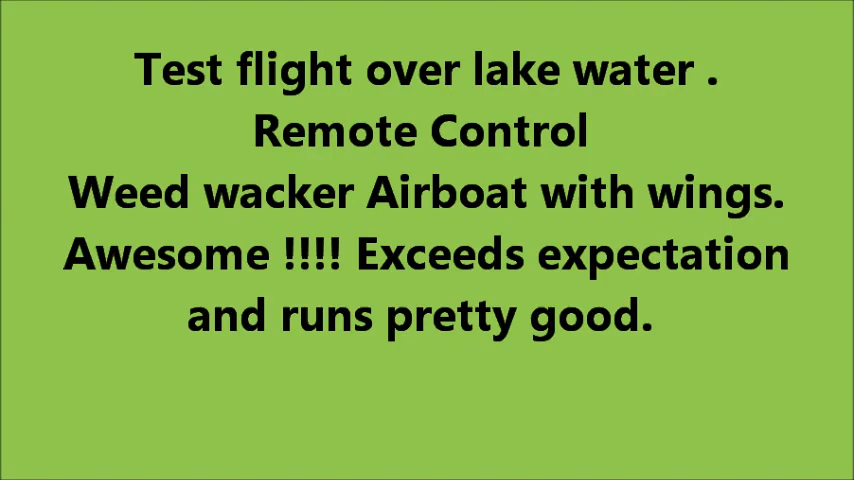 Test flight over lake water .
Remote Control
Weed wacker Airboat with wings.
Awesome !!!! Exceeds expectation
and runs pretty good.